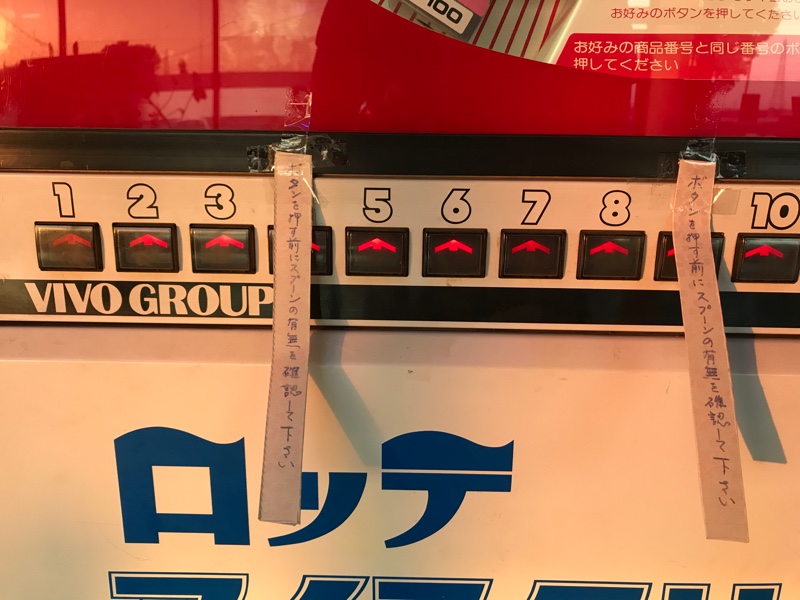 100
お好みのボタンを押してくださ
お好みの商品番号と同じ番号のボ
押してください
1 2 3 5 6 7 8 10
VIVO GROUP
ボタンを押す前にスプーンの有無を確認して下さい
ボタンを押す前にスプーンの有無を確認して下さい
ロッテ